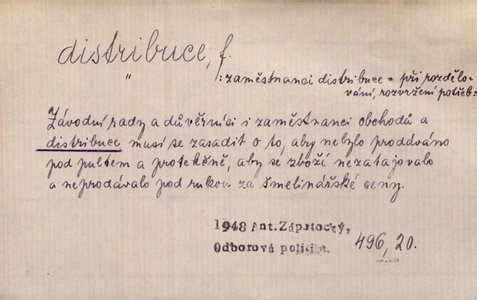 distribuce, f.
"
: zaměstnanci distribuce = při rozdělo-
vání, rozvržení potřeb =
Závodní rady a důvěrníci i zaměstnanci obchodů a
distribuce musí se zasadit o to, aby nebylo prodáváno
pod pultem a protekčně, aby se zboží nezatajovalo
a neprodávalo pod rukou za šmelinářské ceny.
1948 Ant. Zápotocký,
Odborová politika. 496, 20.